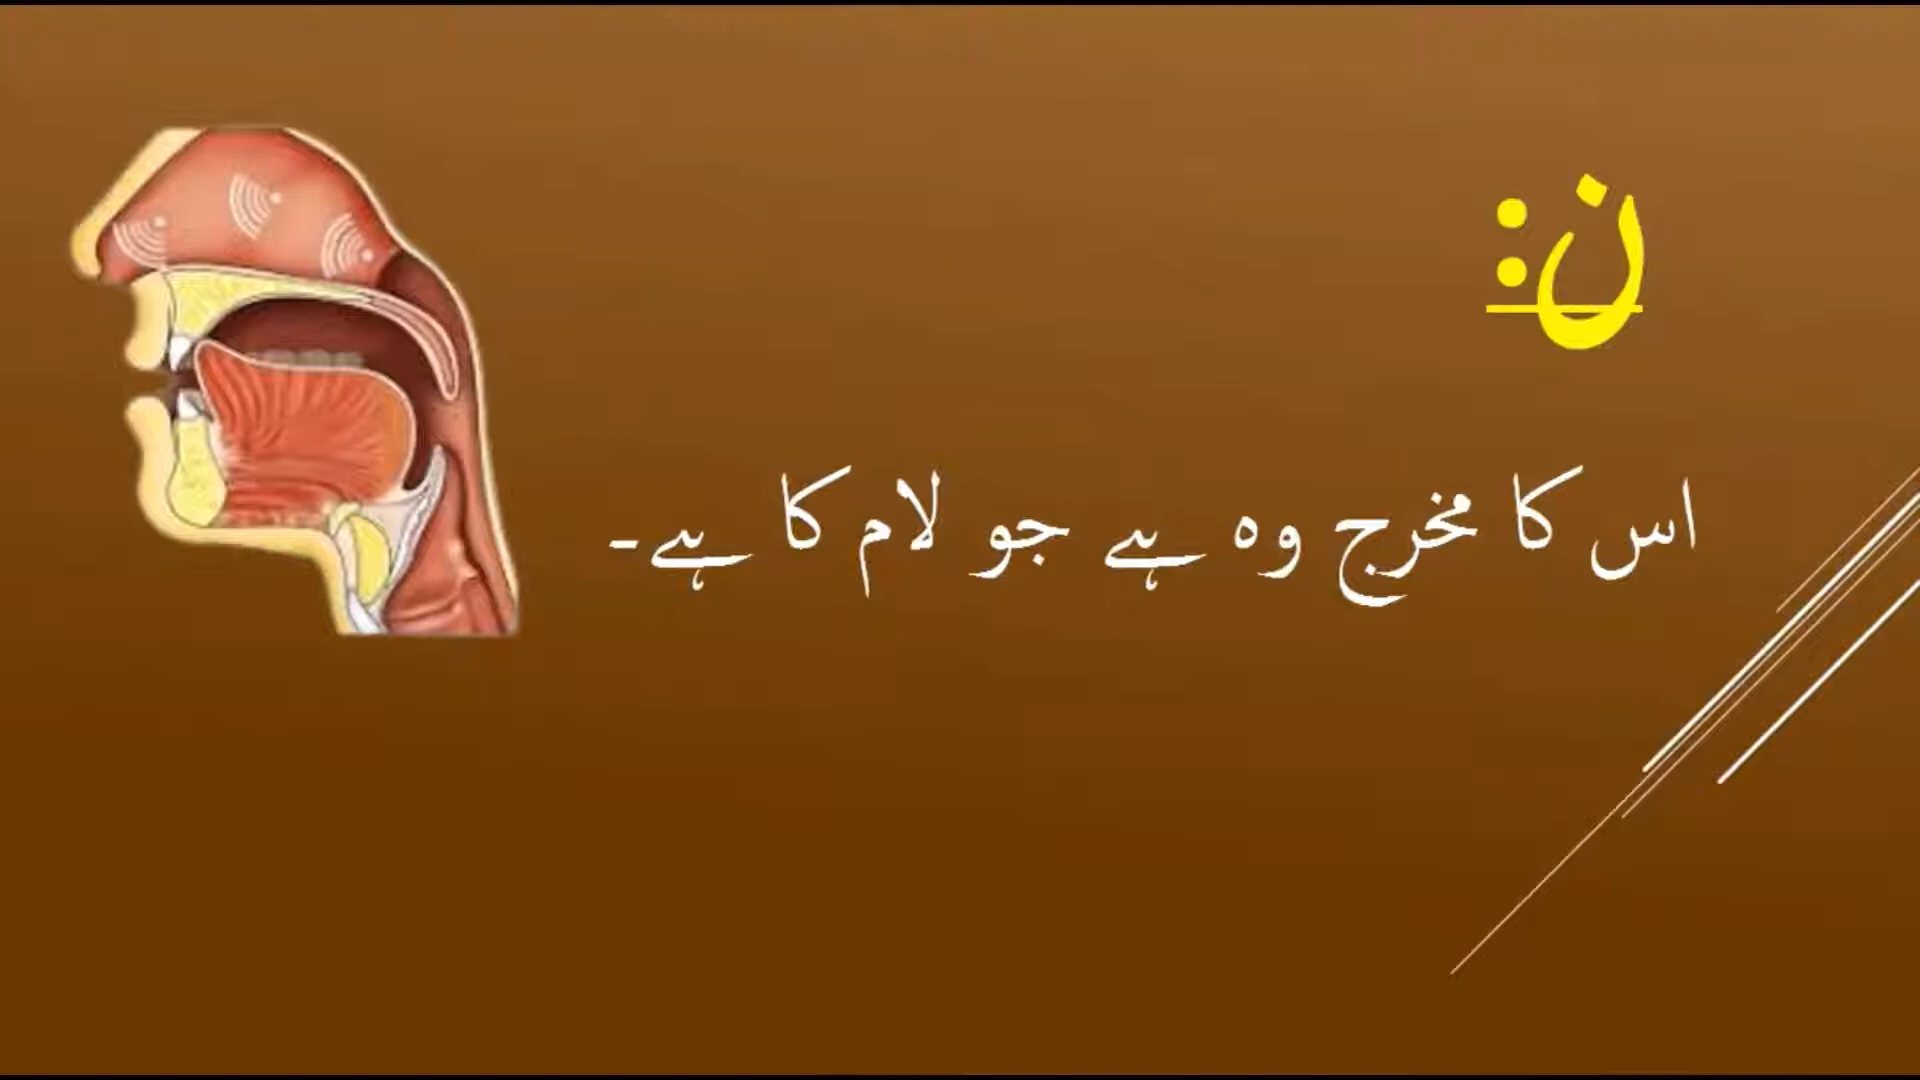 ن:
اس کا مخرج وہ ہے جو لام کا ہے۔